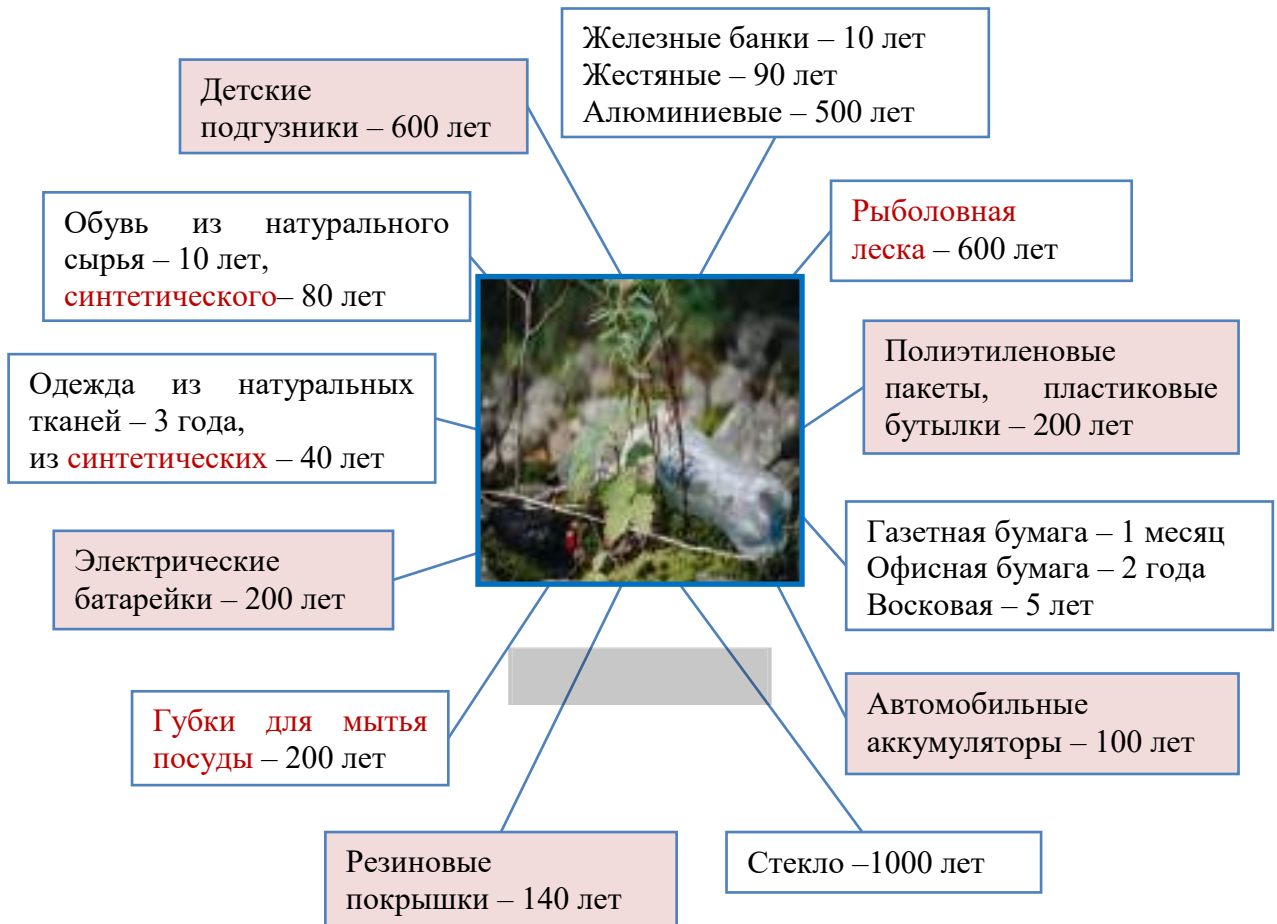 Железные банки – 10 лет
Жестяные – 90 лет
Алюминиевые – 500 лет
Детские
подгузники – 600 лет
Рыболовная
леска – 600 лет
Обувь из натурального
сырья – 10 лет,
синтетического– 80 лет
Полиэтиленовые
пакеты, пластиковые
бутылки – 200 лет
Одежда из натуральных
тканей – 3 года,
из синтетических – 40 лет
Газетная бумага – 1 месяц
Офисная бумага – 2 года
Восковая – 5 лет
Электрические
батарейки – 200 лет
Автомобильные
аккумуляторы – 100 лет
Губки для мытья
посуды – 200 лет
Резиновые
покрышки – 140 лет
Стекло –1000 лет